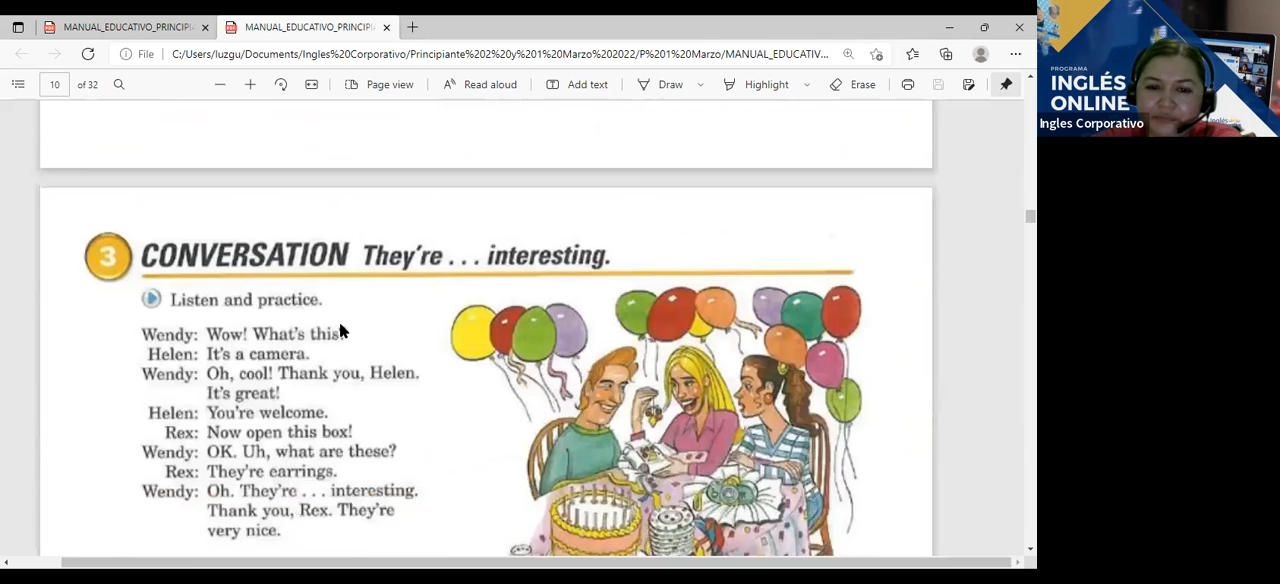 MANUAL_EDUCATIVO_PRINCIPI
MANUAL_EDUCATIVO_PRINCIPI
File
C:/Users/luzgu/Documents/Ingles%20Corporativo/Principiante%202%20v%201%20Marzo%202022/P%201%20Marzo/MANUAL_EDUCATIV...
10 of 32
Page view
Read aloud
Add text
Draw
Highlight
Erase
3 CONVERSATION They're . . . interesting.
Listen and practice.
Wendy: Wow! What's this?
Helen: It's a camera.
Wendy: Oh, cool! Thank you, Helen.
It's great!
Helen: You're welcome.
Rex: Now open this box!
Wendy: OK. Uh, what are these?
Rex: They're earrings.
Wendy: Oh. They're . . . interesting.
Thank you, Rex. They're
very nice.
PROGRAMA
INGLÉS
ONLINE
Ingles Corporativo